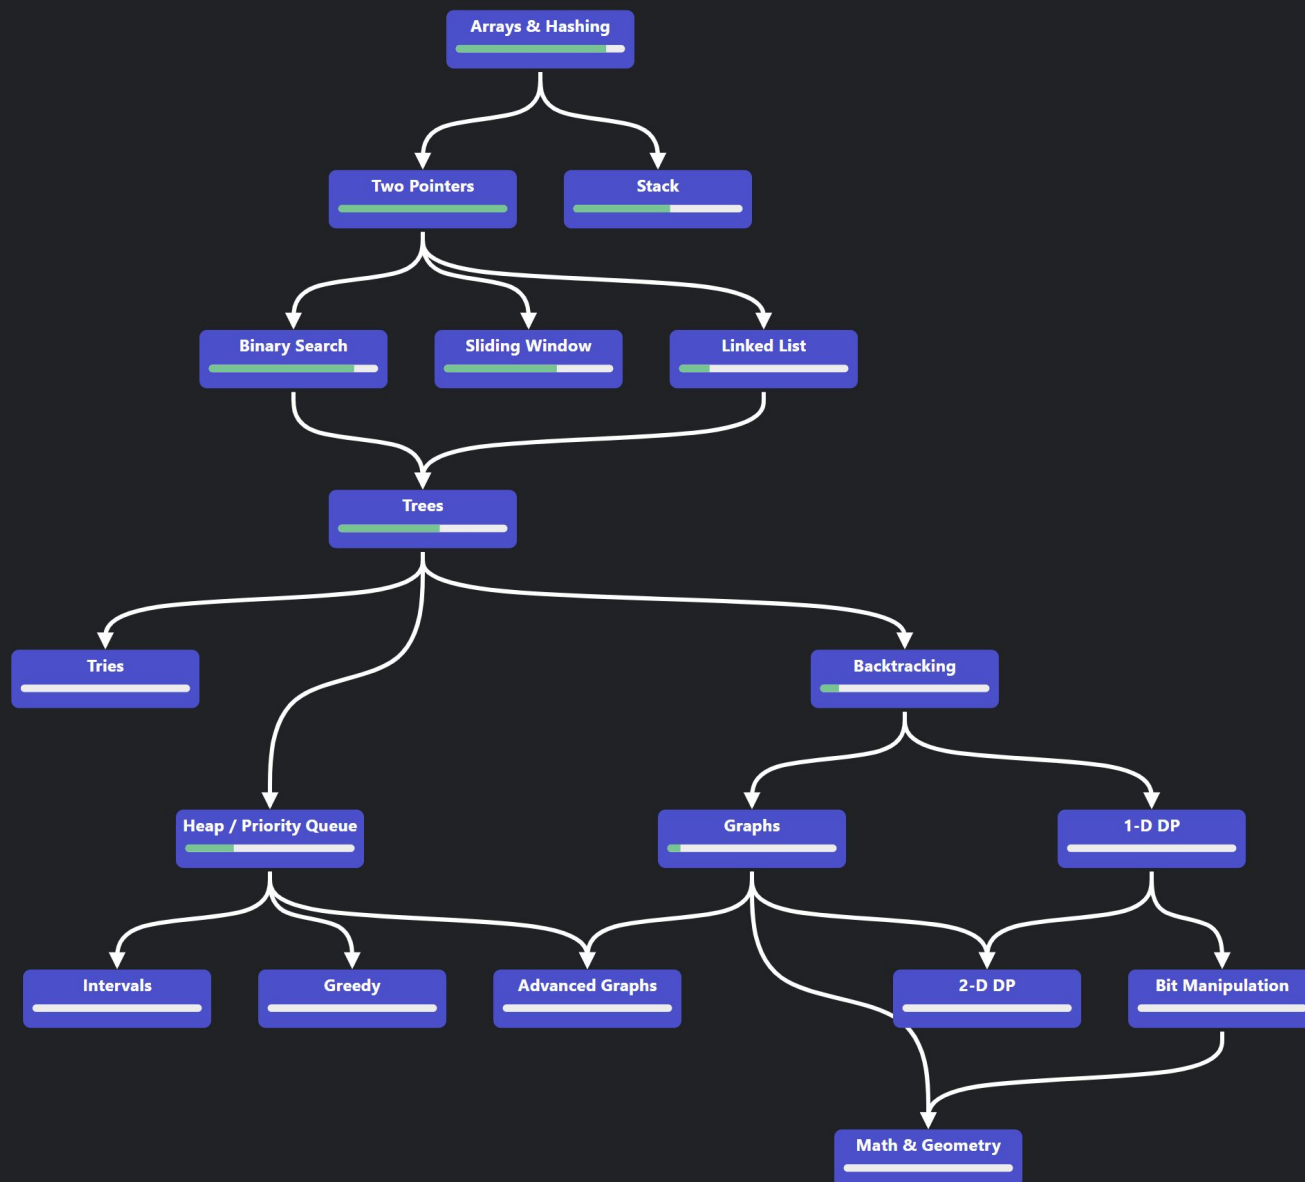 Arrays & Hashing
Two Pointers
Stack
Binary Search
Sliding Window
Linked List
Trees
Tries
Backtracking
Heap / Priority Queue
Graphs
1-D DP
Intervals
Greedy
Advanced Graphs
2-D DP
Bit Manipulation
Math & Geometry